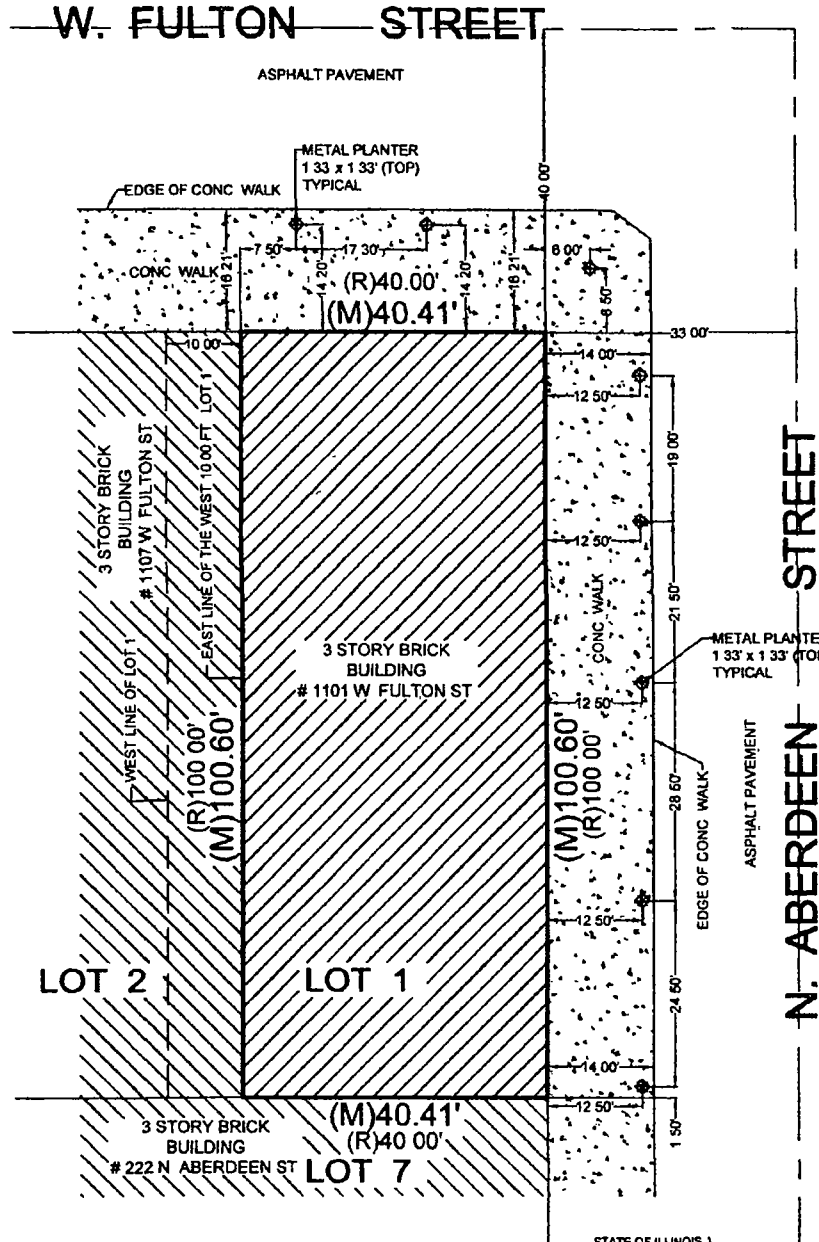 W. FULTON STREET
ASPHALT PAVEMENT
METAL PLANTER
1 33 x 1 33' (TOP)
TYPICAL
EDGE OF CONC WALK
40 00'
7 50'
17 30'
6 00'
CONC WALK
16 21'
14 20'
(R)40.00'
14 20'
16 21'
8 50'
(M)40.41'
33 00'
10 00'
14 00'
12 50'
3 STORY BRICK
BUILDING
# 1107 W FULTON ST
EAST LINE OF THE WEST 10 00 FT LOT 1
WEST LINE OF LOT 1
19 00'
12 50'
21 50'
CONC WALK
METAL PLANTE
1 33' x 1 33' (TOP
TYPICAL
3 STORY BRICK
BUILDING
# 1101 W FULTON ST
12 50'
(R)100 00'
(M)100.60'
(M)100.60'
(R)100 00'
28 60'
EDGE OF CONC WALK
ASPHALT PAVEMENT
N. ABERDEEN STREET
12 50'
LOT 2
LOT 1
24 50'
14 00'
12 50'
1 50'
3 STORY BRICK
BUILDING
# 222 N ABERDEEN ST
(M)40.41'
(R)40 00'
LOT 7
STATE OF ILLINOIS )